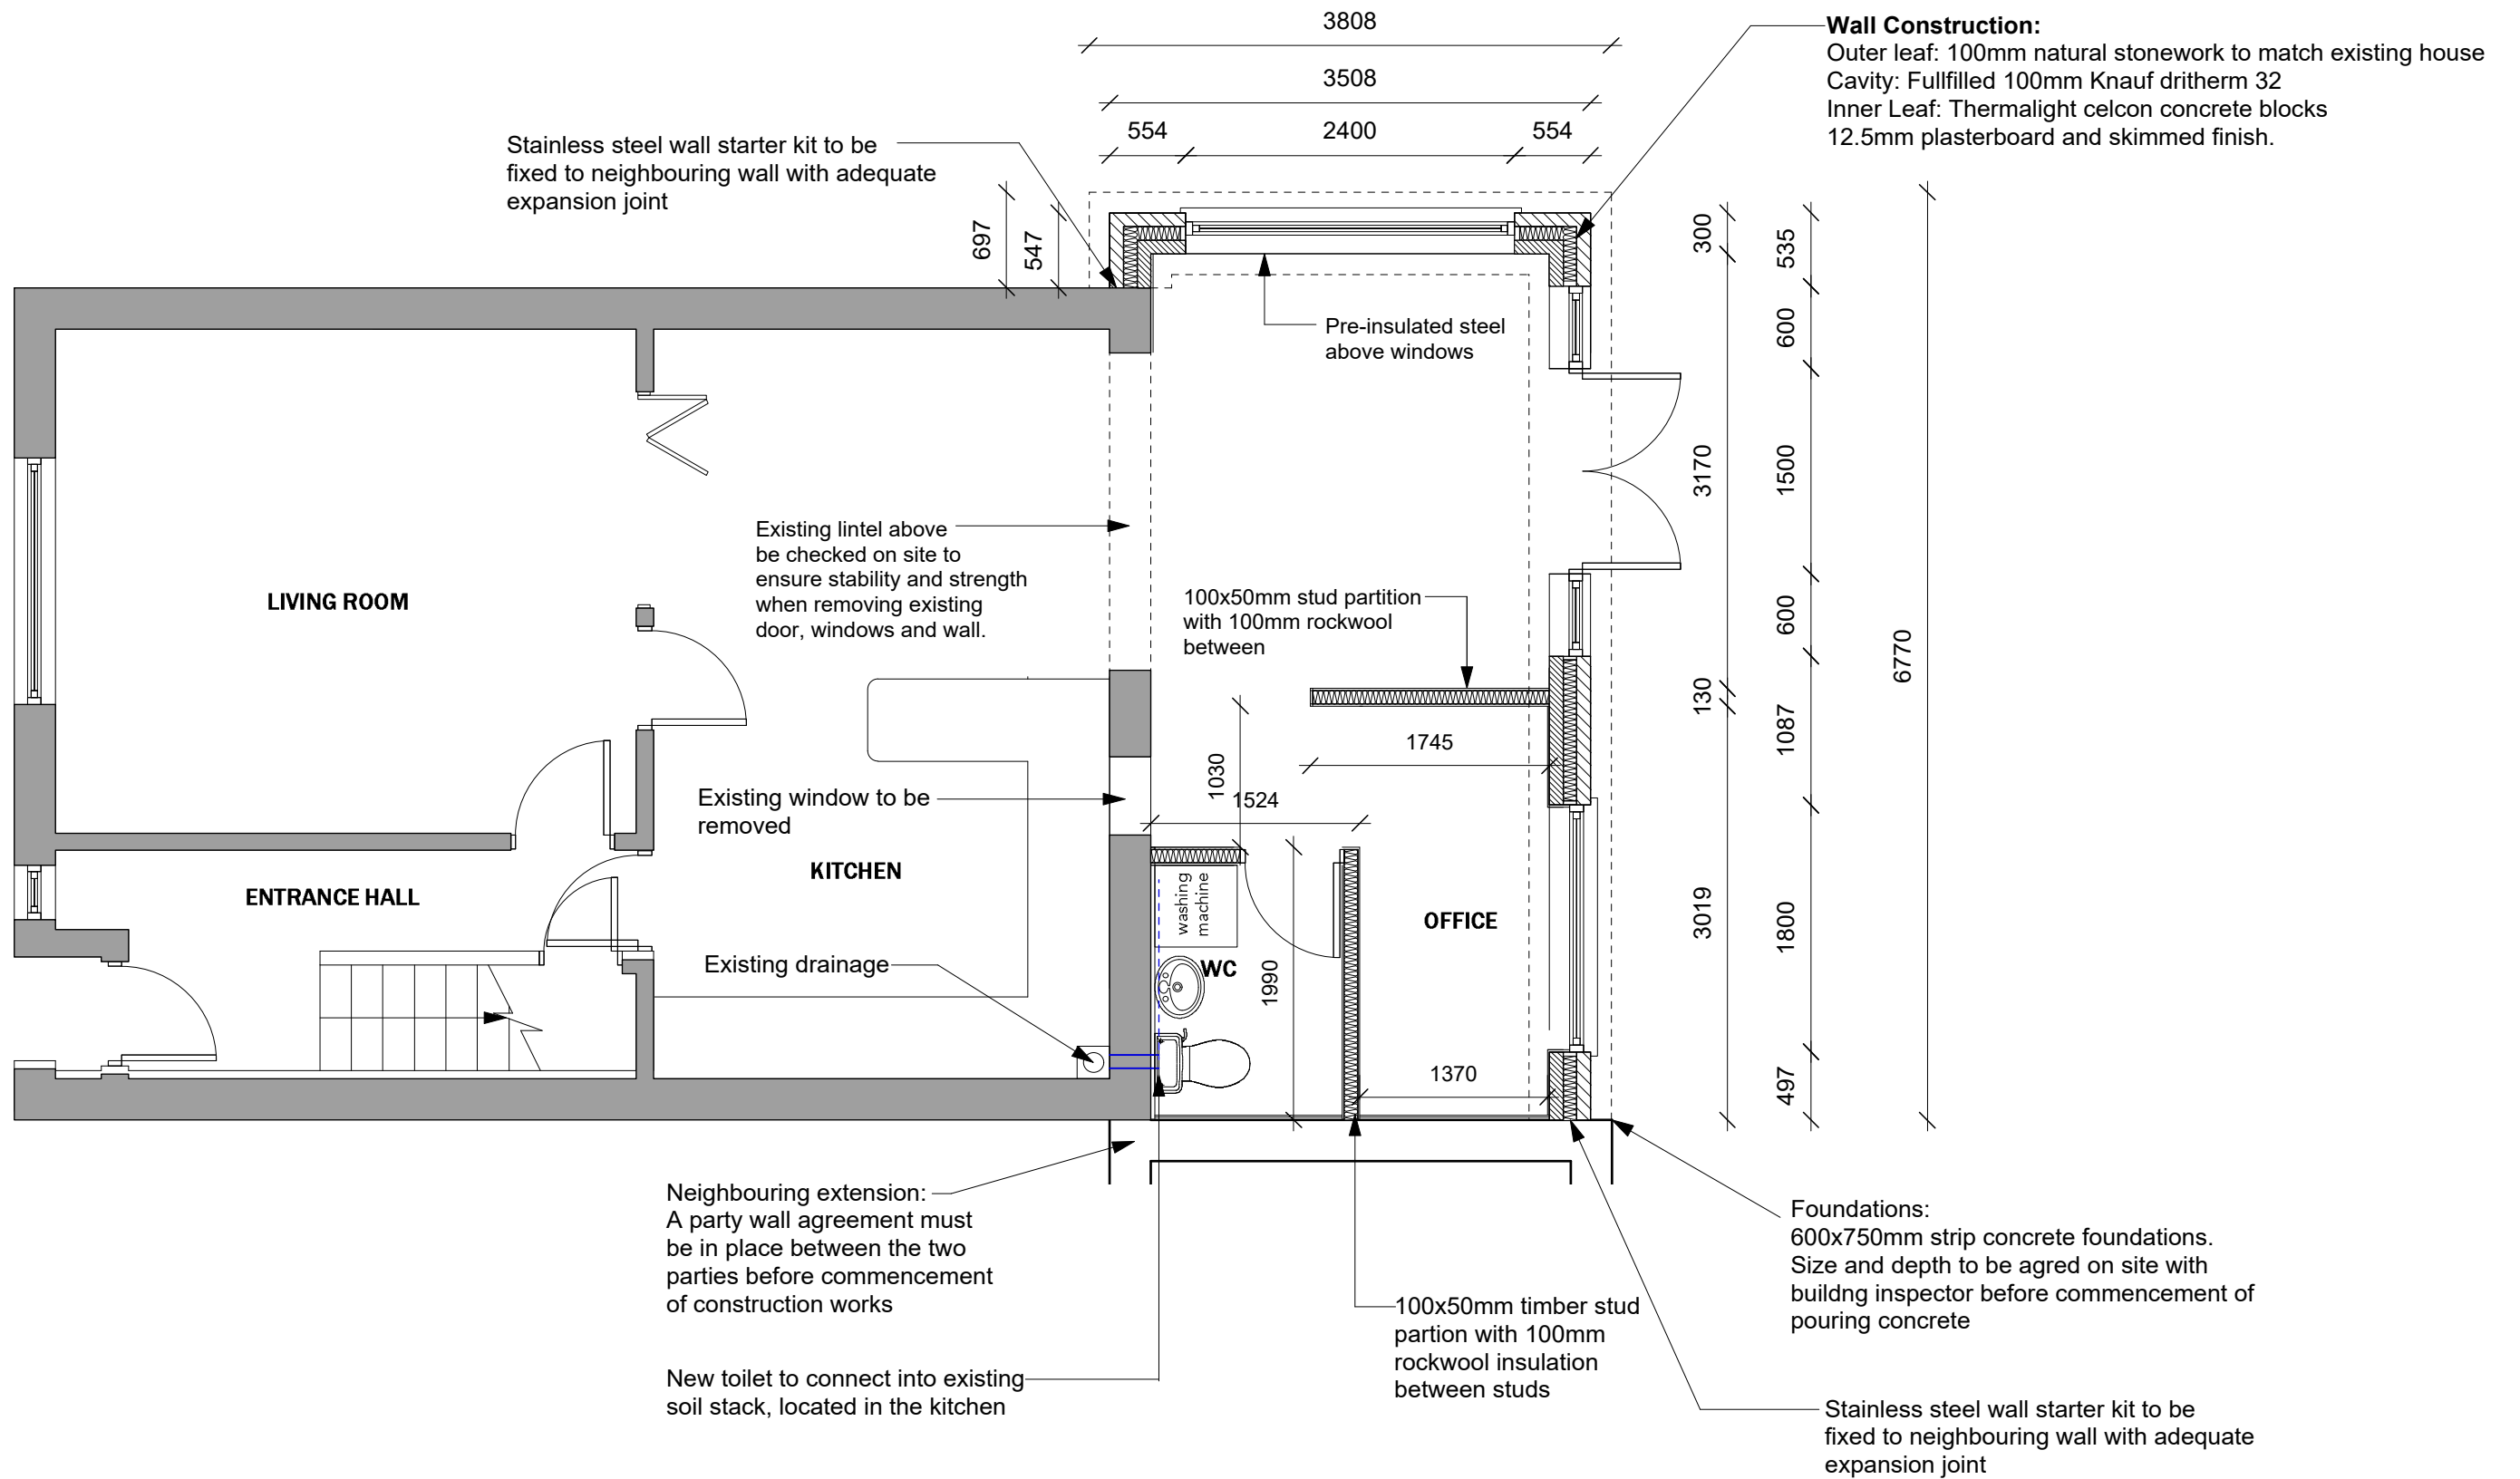 3808
3508
554
2400
554
Wall Construction:
Outer leaf: 100mm natural stonework to match existing house
Cavity: Fullfilled 100mm Knauf dritherm 32
Inner Leaf: Thermalight celcon concrete blocks
12.5mm plasterboard and skimmed finish.
Stainless steel wall starter kit to be
fixed to neighbouring wall with adequate
expansion joint
697
547
300
535
Pre-insulated steel
above windows
600
3170
1500
Existing lintel above
be checked on site to
ensure stability and strength
when removing existing
door, windows and wall.
LIVING ROOM
100x50mm stud partition
with 100mm rockwool
between
600
6770
130
1087
1745
1030
1524
Existing window to be
removed
KITCHEN
ENTRANCE HALL
washing
machine
OFFICE
3019
1800
Existing drainage
WC
1990
1370
497
Neighbouring extension:
A party wall agreement must
be in place between the two
parties before commencement
of construction works
Foundations:
600x750mm strip concrete foundations.
Size and depth to be agred on site with
buildng inspector before commencement of
pouring concrete
100x50mm timber stud
partion with 100mm
rockwool insulation
between studs
New toilet to connect into existing
soil stack, located in the kitchen
Stainless steel wall starter kit to be
fixed to neighbouring wall with adequate
expansion joint